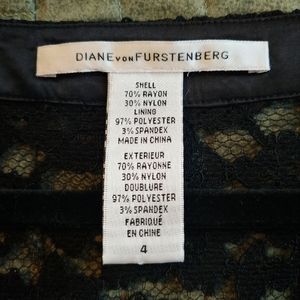 DIANE VON FURSTENBERG
SHELL
70% RAYON
30% NYLON
LINING
97% POLYESTER
3% SPANDEX
MADE IN CHINA
EXTERIEUR
70% RAYONNE
30% NYLON
DOUBLURE
97% POLYESTER
3% SPANDEX
FABRIQUÉ
EN CHINE
4